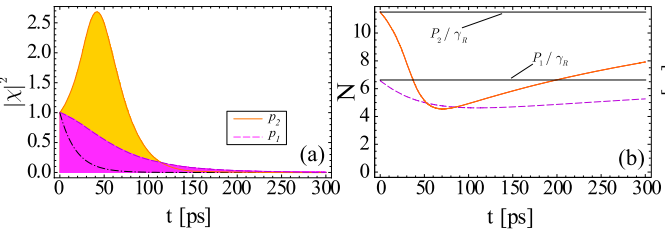 2.5
2.0
1.5
1.0
0.5
0.0
|χ|²
p₂
p₁
(a)
0 50 100 150 200 250 300
t [ps]
10
8
6
4
2
0
N
P₂ / γ_R
P₁ / γ_R
(b)
0 50 100 150 200 250 300
t [ps]
[